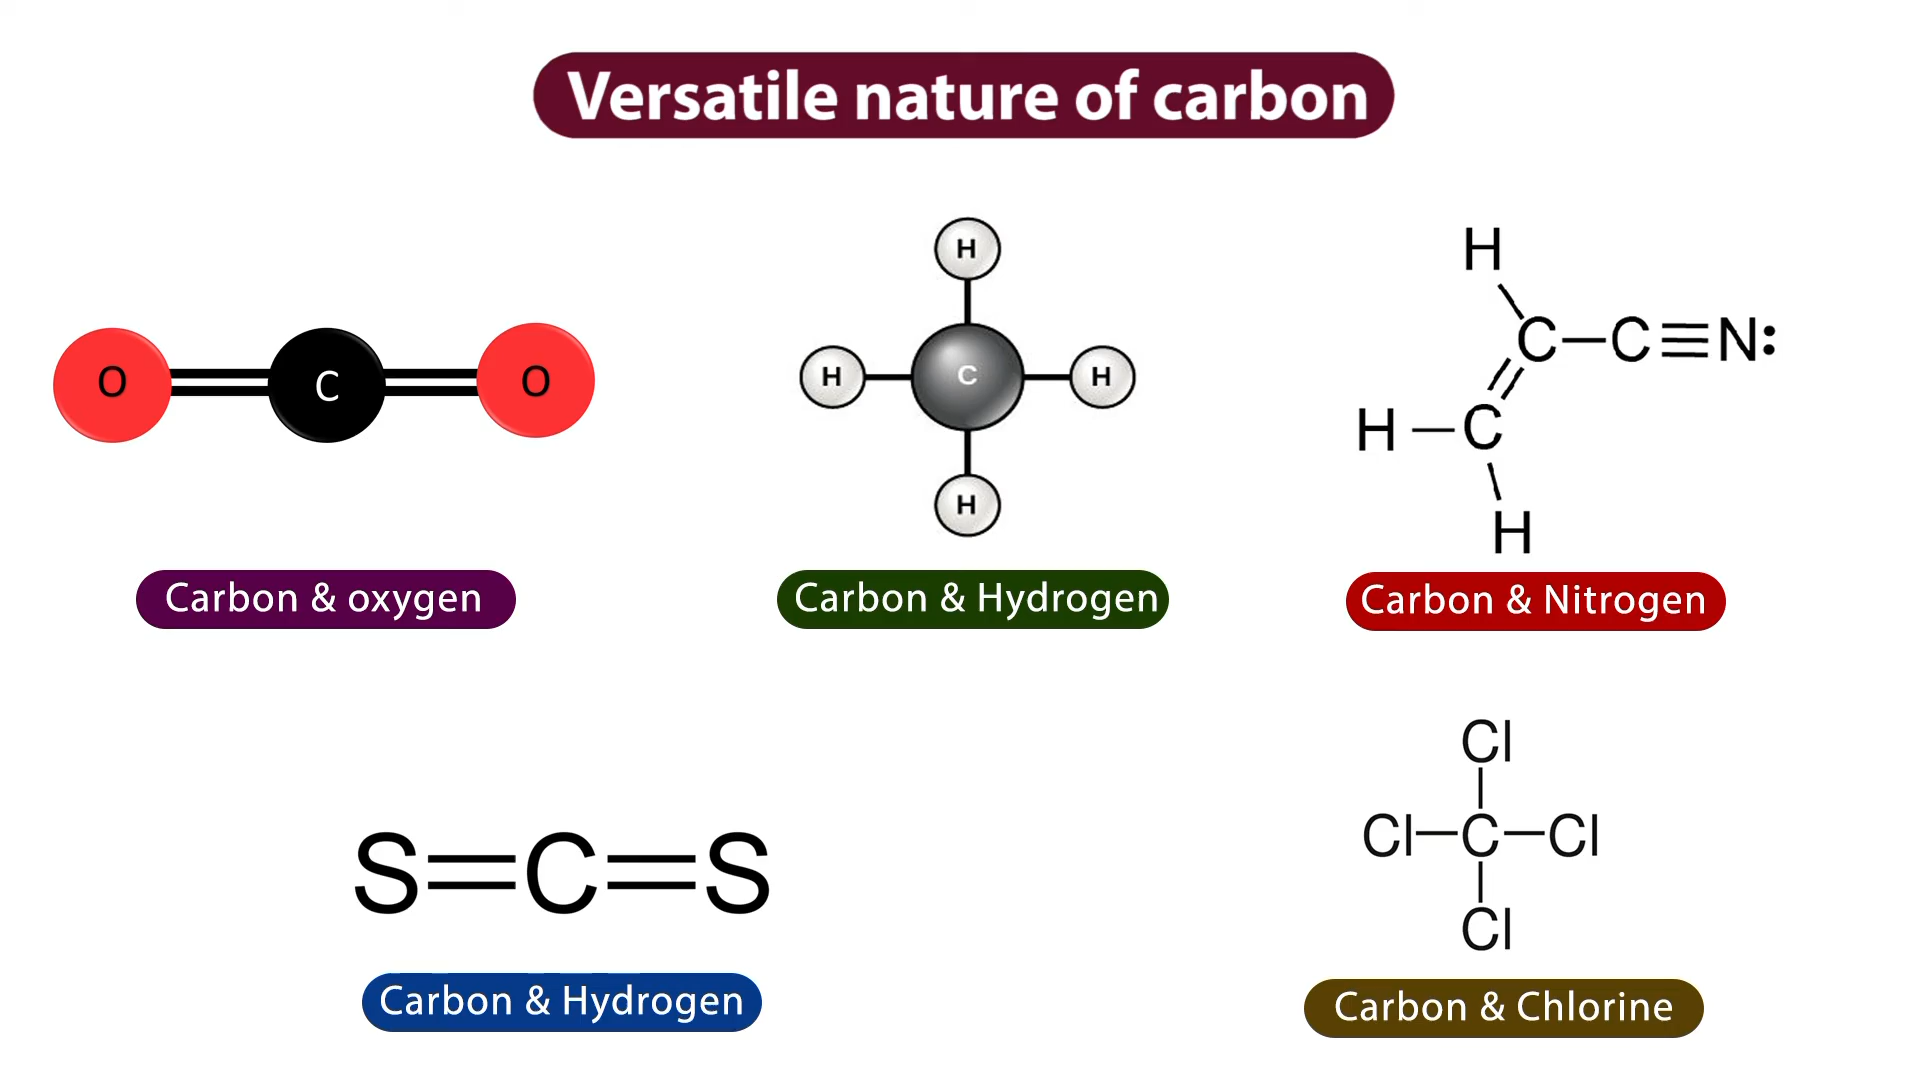 Versatile nature of carbon
O C O
H
H C H
H
Carbon & oxygen
Carbon & Hydrogen
H
C—C≡N:
H—C
H
Carbon & Nitrogen
S=C=S
Carbon & Hydrogen
Cl
Cl—C—Cl
Cl
Carbon & Chlorine